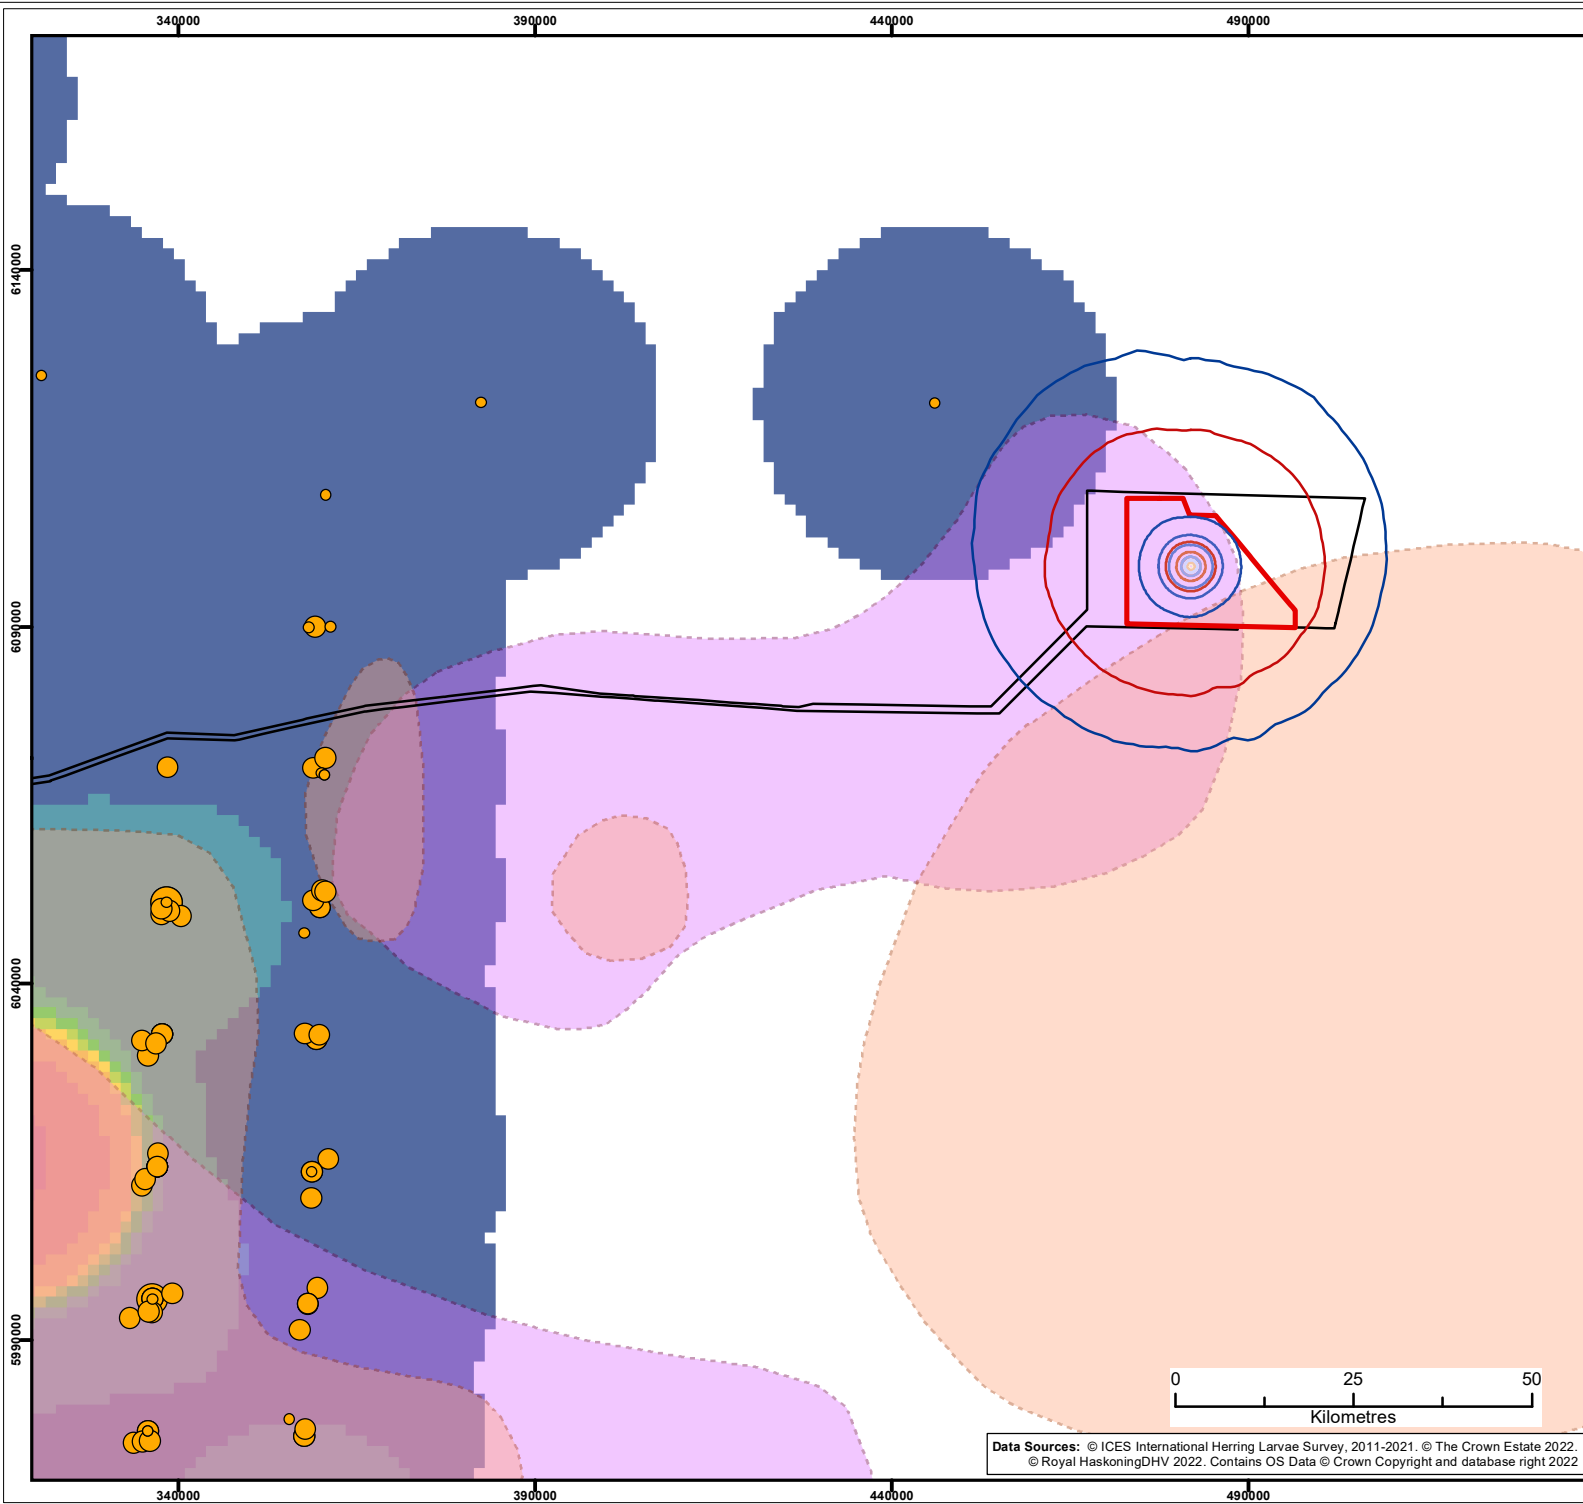 340000 390000 440000 490000
6140000
6090000
6040000
5990000
0 25 50
Kilometres
Data Sources: © ICES International Herring Larvae Survey, 2011-2021. © The Crown Estate 2022.
© Royal HaskoningDHV 2022. Contains OS Data © Crown Copyright and database right 2022
340000 390000 440000 490000